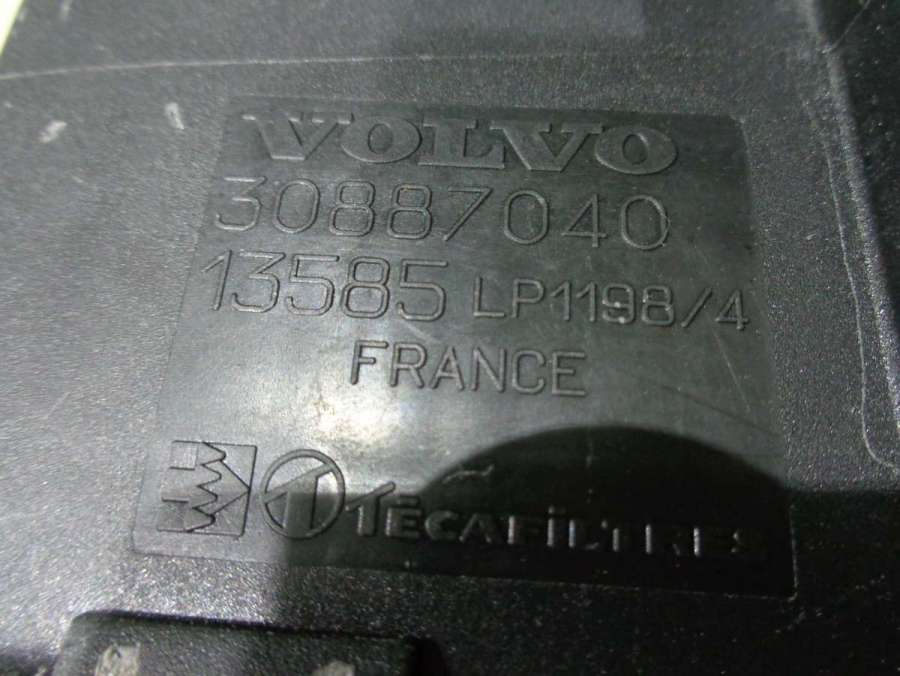 VOLVO
30887040
13585 LP1198/4
FRANCE
TECAFILTRES